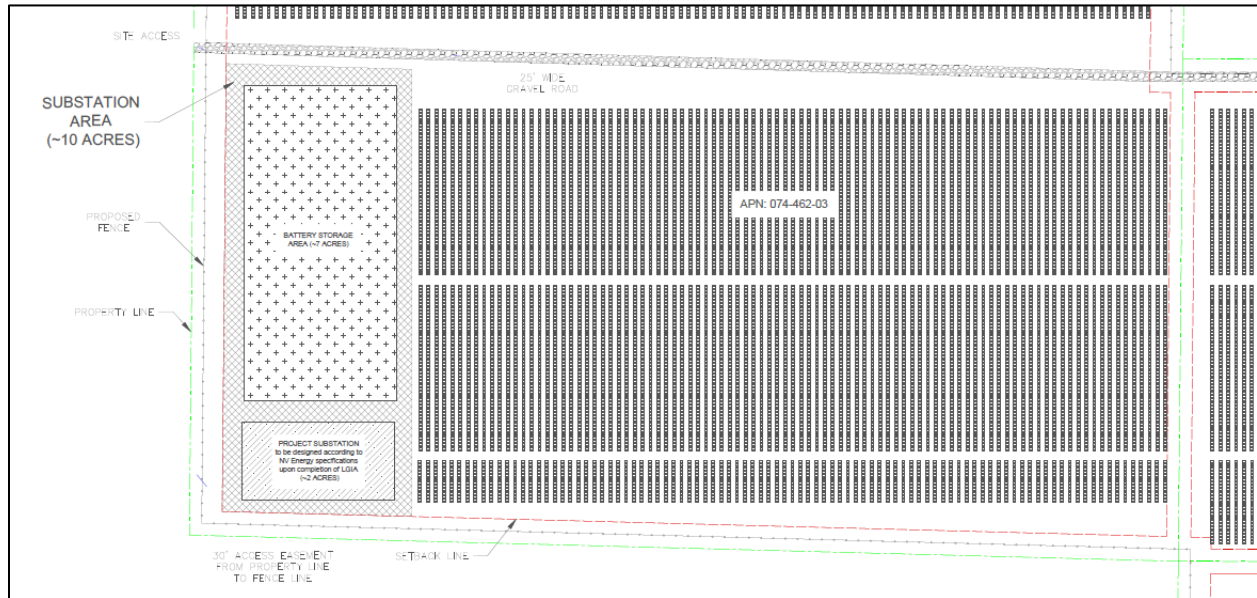 SITE ACCESS
25' WIDE
GRAVEL ROAD
SUBSTATION
AREA
(~10 ACRES)
APN: 074-462-03
PROPOSED
FENCE
BATTERY STORAGE
AREA (~7 ACRES)
PROPERTY LINE
PROJECT SUBSTATION
to be designed according to
NV Energy specifications
upon completion of LGIA
(~2 ACRES)
30' ACCESS EASEMENT
FROM PROPERTY LINE
TO FENCE LINE
SETBACK LINE